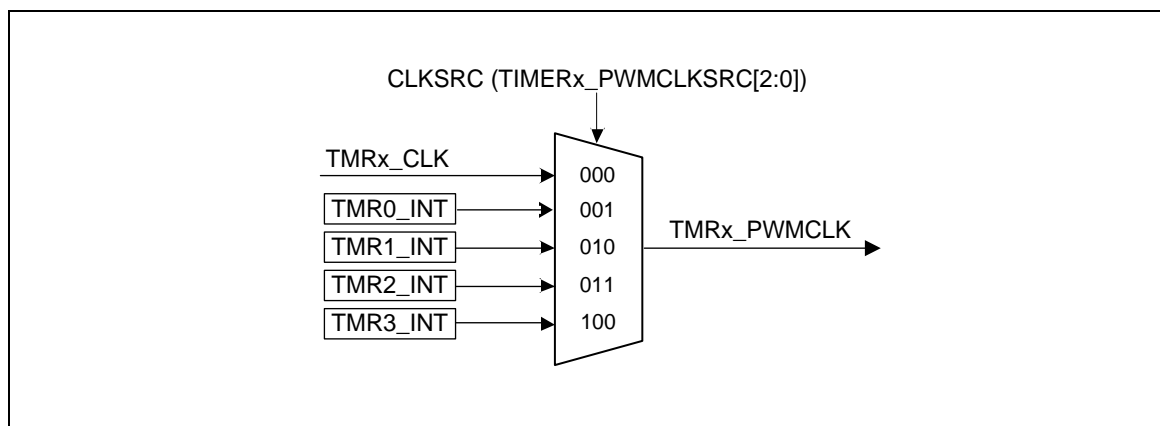 CLKSRC (TIMERx_PWMCLKSRC[2:0])
TMRx_CLK
000
TMR0_INT
001
TMRx_PWMCLK
TMR1_INT
010
TMR2_INT
011
TMR3_INT
100